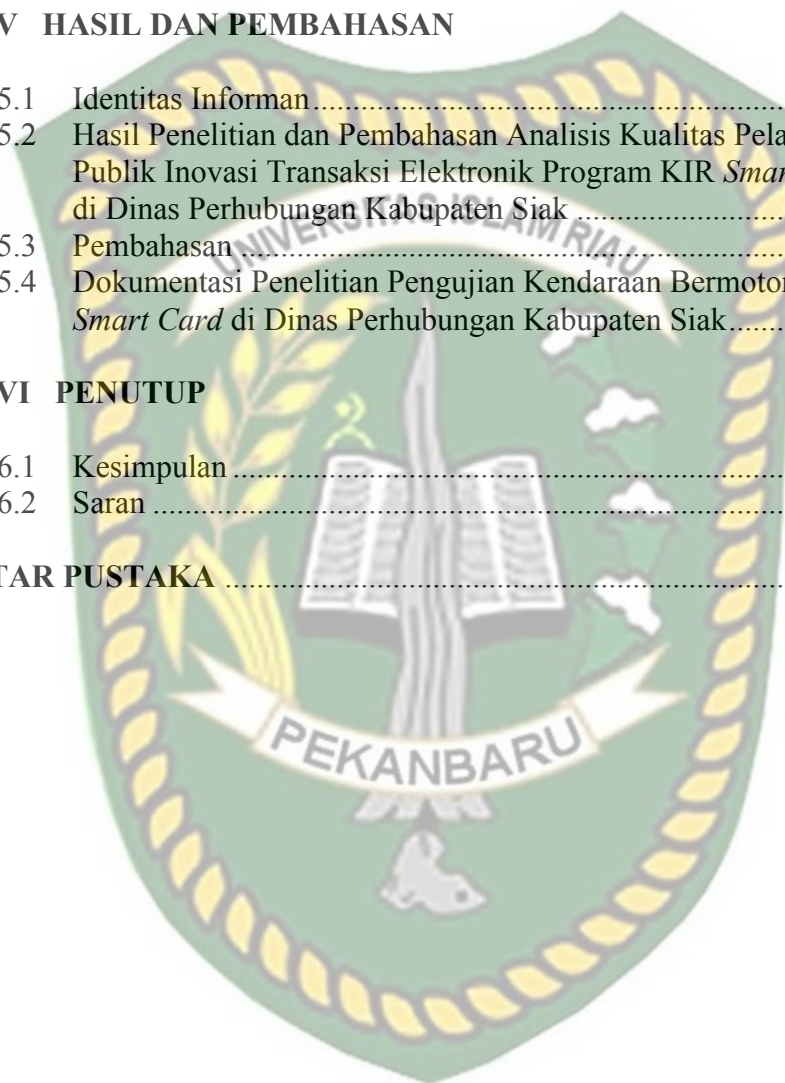 V HASIL DAN PEMBAHASAN
5.1 Identitas Informan
5.2 Hasil Penelitian dan Pembahasan Analisis Kualitas Pela
Publik Inovasi Transaksi Elektronik Program KIR Smar
di Dinas Perhubungan Kabupaten Siak
UNIVERSITAS ISLAM RIAU
5.3 Pembahasan
5.4 Dokumentasi Penelitian Pengujian Kendaraan Bermotor
Smart Card di Dinas Perhubungan Kabupaten Siak
VI PENUTUP
6.1 Kesimpulan
6.2 Saran
TAR PUSTAKA
PEKANBARU